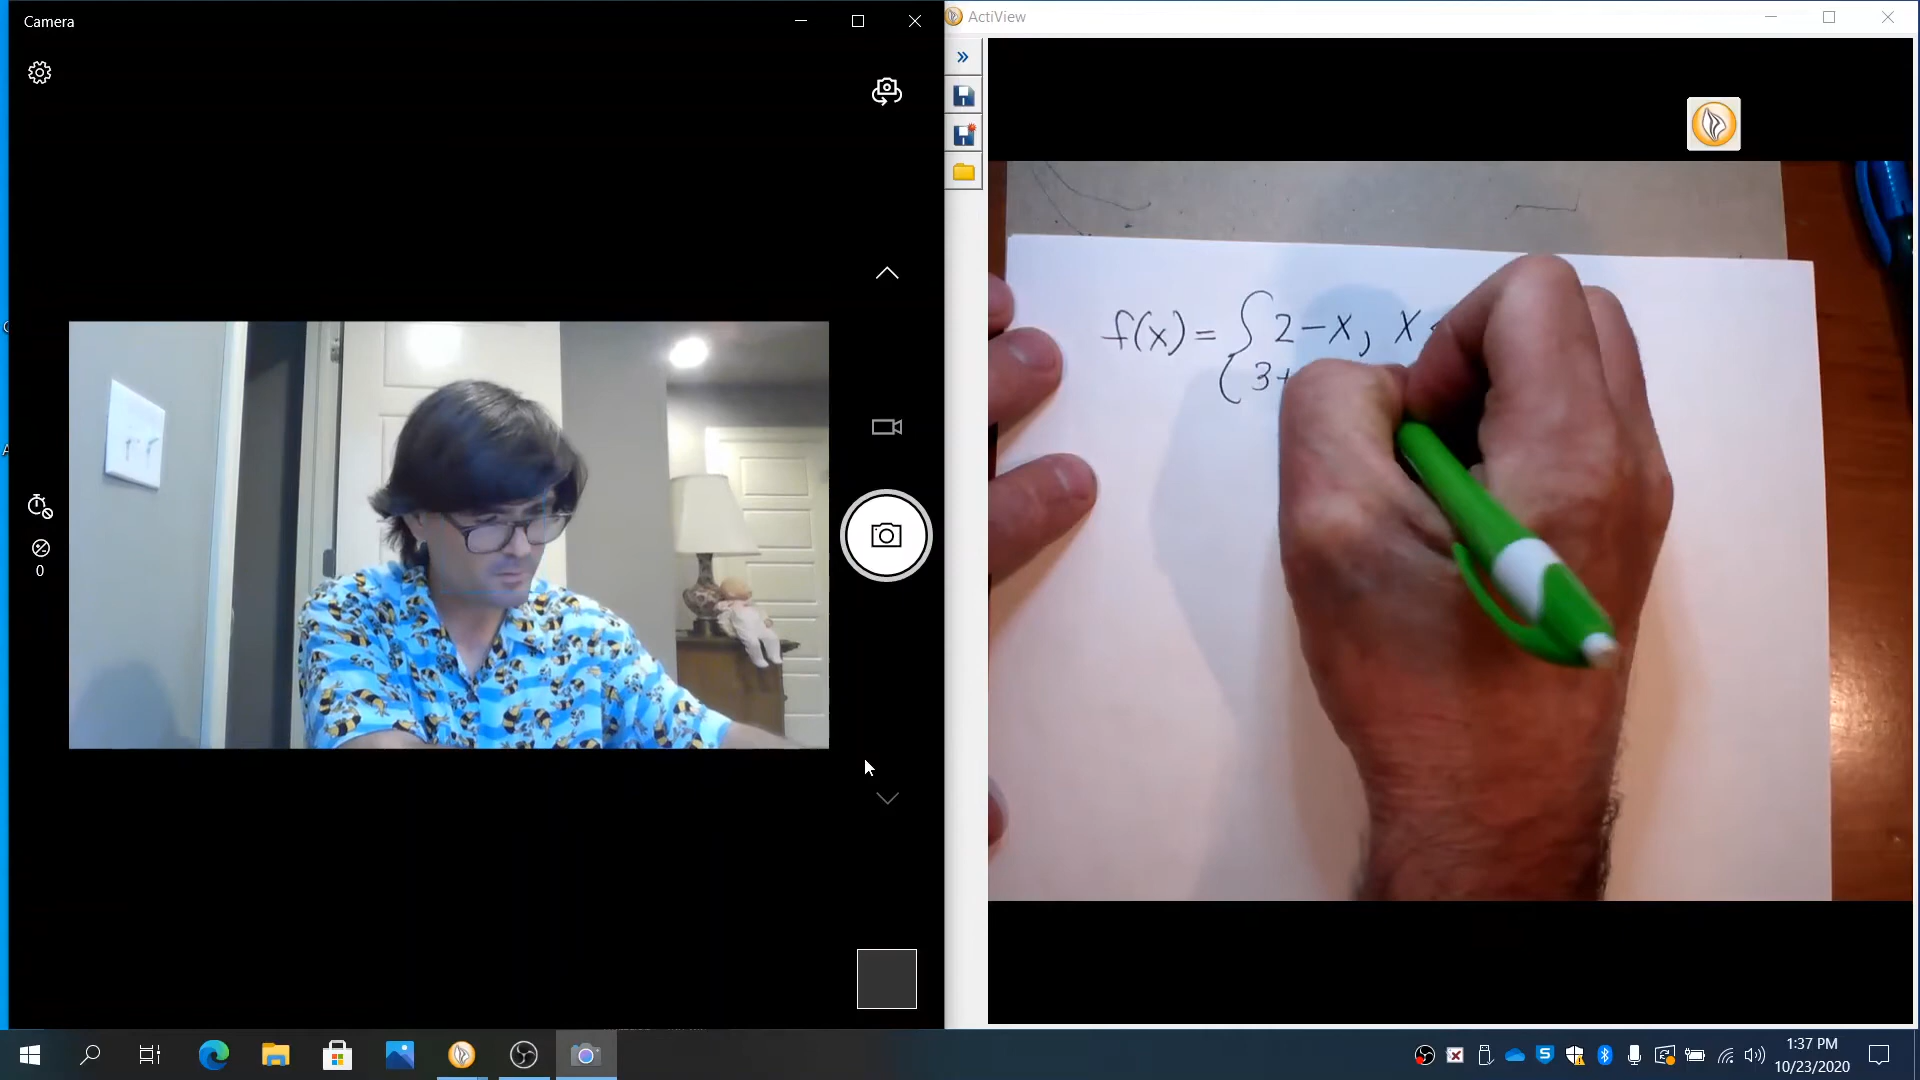 Camera
ActiView
f(x) = { 2-x, x
3+
0
1:37 PM
10/23/2020